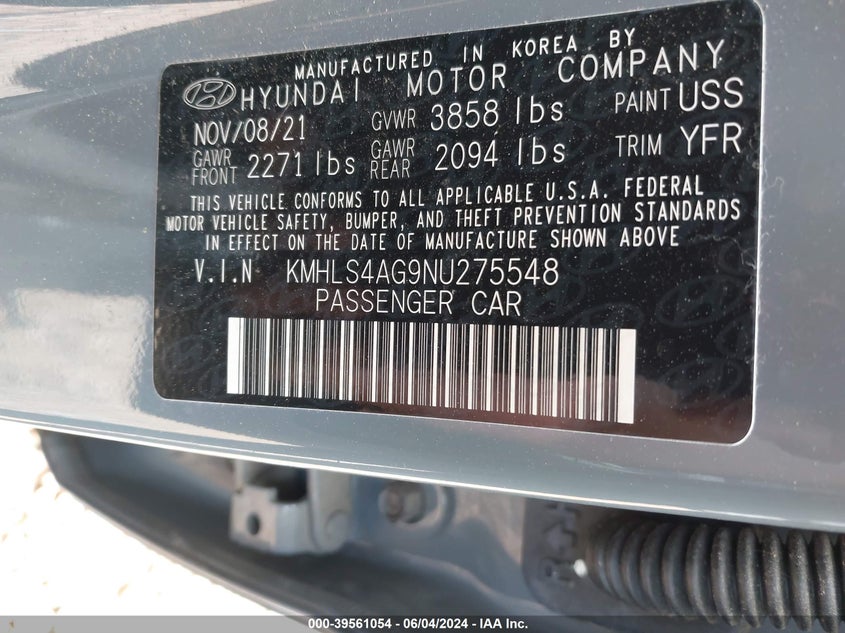 MANUFACTURED IN KOREA BY
HYUNDAI MOTOR COMPANY
NOV/08/21 GVWR 3858 lbs PAINT USS
GAWR FRONT 2271 lbs GAWR REAR 2094 lbs TRIM YFR
THIS VEHICLE CONFORMS TO ALL APPLICABLE U.S.A. FEDERAL
MOTOR VEHICLE SAFETY, BUMPER, AND THEFT PREVENTION STANDARDS
IN EFFECT ON THE DATE OF MANUFACTURE SHOWN ABOVE
V.I.N KMHLS4AG9NU275548
PASSENGER CAR
000-39561054 - 06/04/2024 - IAA Inc.